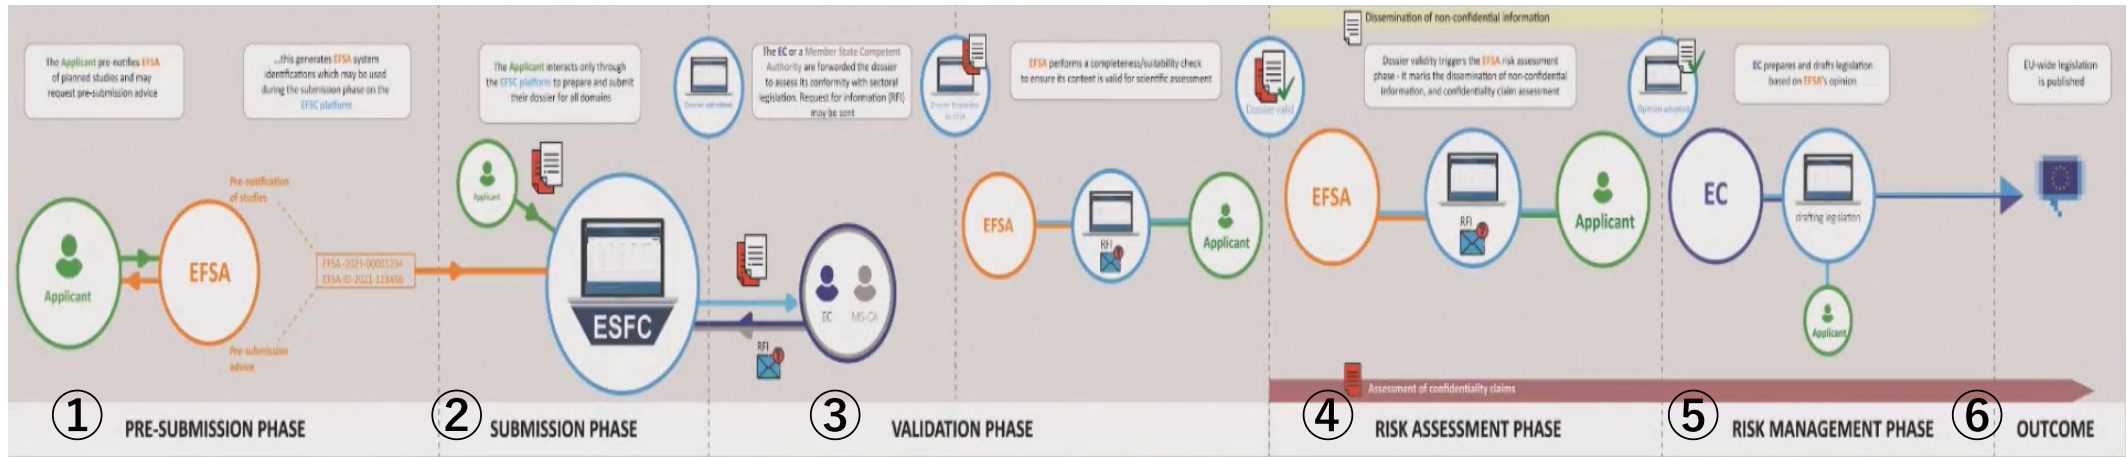 Dissemination of non-confidential information
The Applicant pre-notifies EFSA
of planned studies and may
request pre-submission advice
...this generates EFSA system
identifications which may be used
during the submission phase on the
EFSC platform
The Applicant interacts only through
the EFSC platform to prepare and submit
their dossier for all domains
Dossier submitted
The EC or a Member State Competent
Authority are forwarded the dossier
to assess its conformity with sectoral
legislation. Request for information (RFI)
may be sent
Dossier forwarded
to EFSA
EFSA performs a completeness/suitability check
to ensure its content is valid for scientific assessment
Dossier valid
Dossier validity triggers the EFSA risk assessment
phase - it marks the dissemination of non-confidential
information, and confidentiality claim assessment
Opinion adopted
EC prepares and drafts legislation
based on EFSA's opinion
EU-wide legislation
is published
Applicant
EFSA
Pre-notification
of studies
EFSA-2021-00001234
EFSA-ID-2021-123456
Pre-submission
advice
Applicant
ESFC
RFI
EC
MS-CA
EFSA
RFI
Applicant
EFSA
RFI
Applicant
EC
drafting legislation
Applicant
Assessment of confidentiality claims
① PRE-SUBMISSION PHASE
② SUBMISSION PHASE
③ VALIDATION PHASE
④ RISK ASSESSMENT PHASE
⑤ RISK MANAGEMENT PHASE
⑥ OUTCOME